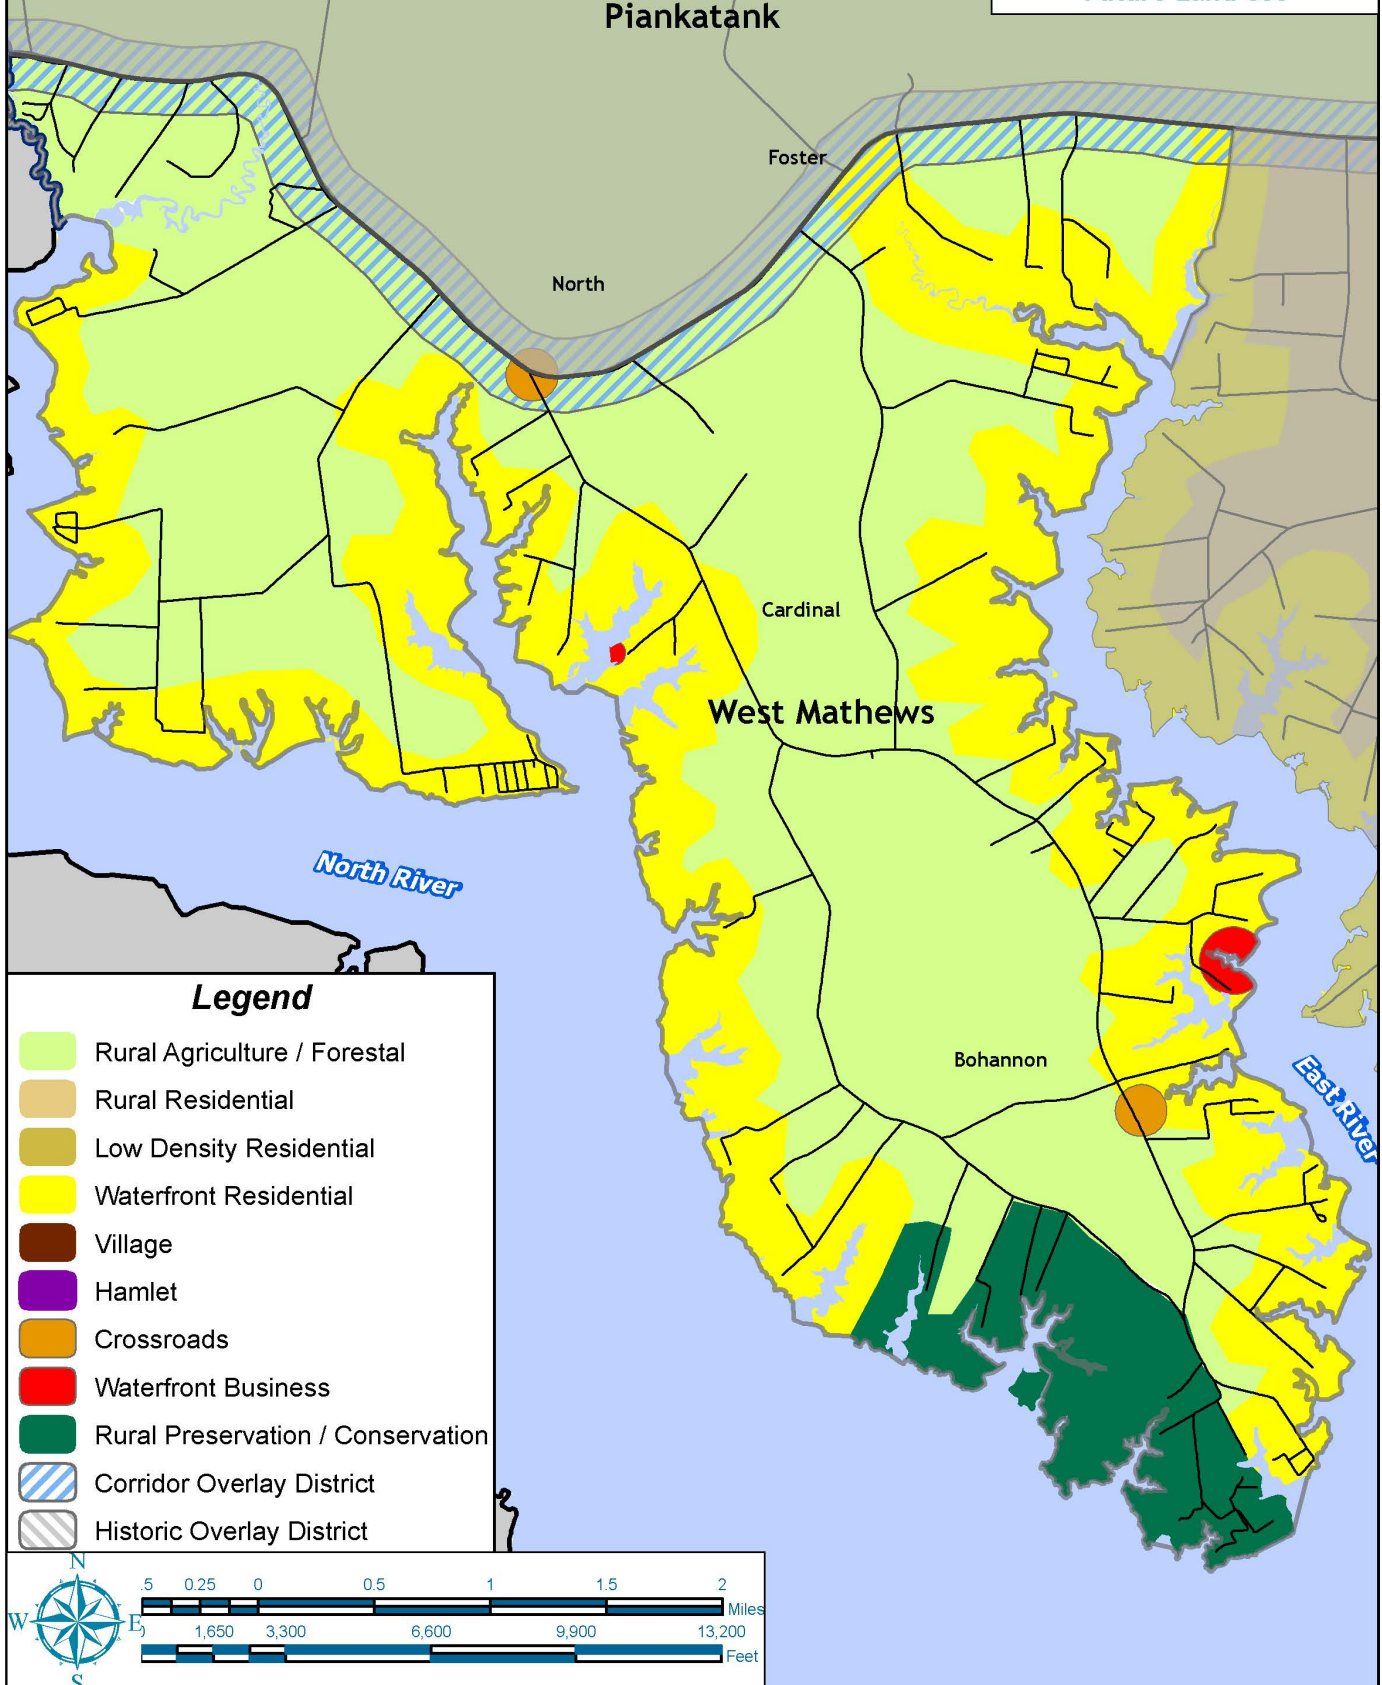 Piankatank
Foster
North
Cardinal
West Mathews
North River
Bohannon
East River
Legend
Rural Agriculture / Forestal
Rural Residential
Low Density Residential
Waterfront Residential
Village
Hamlet
Crossroads
Waterfront Business
Rural Preservation / Conservation
Corridor Overlay District
Historic Overlay District
N
W E
S
.5 0.25 0 0.5 1 1.5 2
Miles
1,650 3,300 6,600 9,900 13,200
Feet